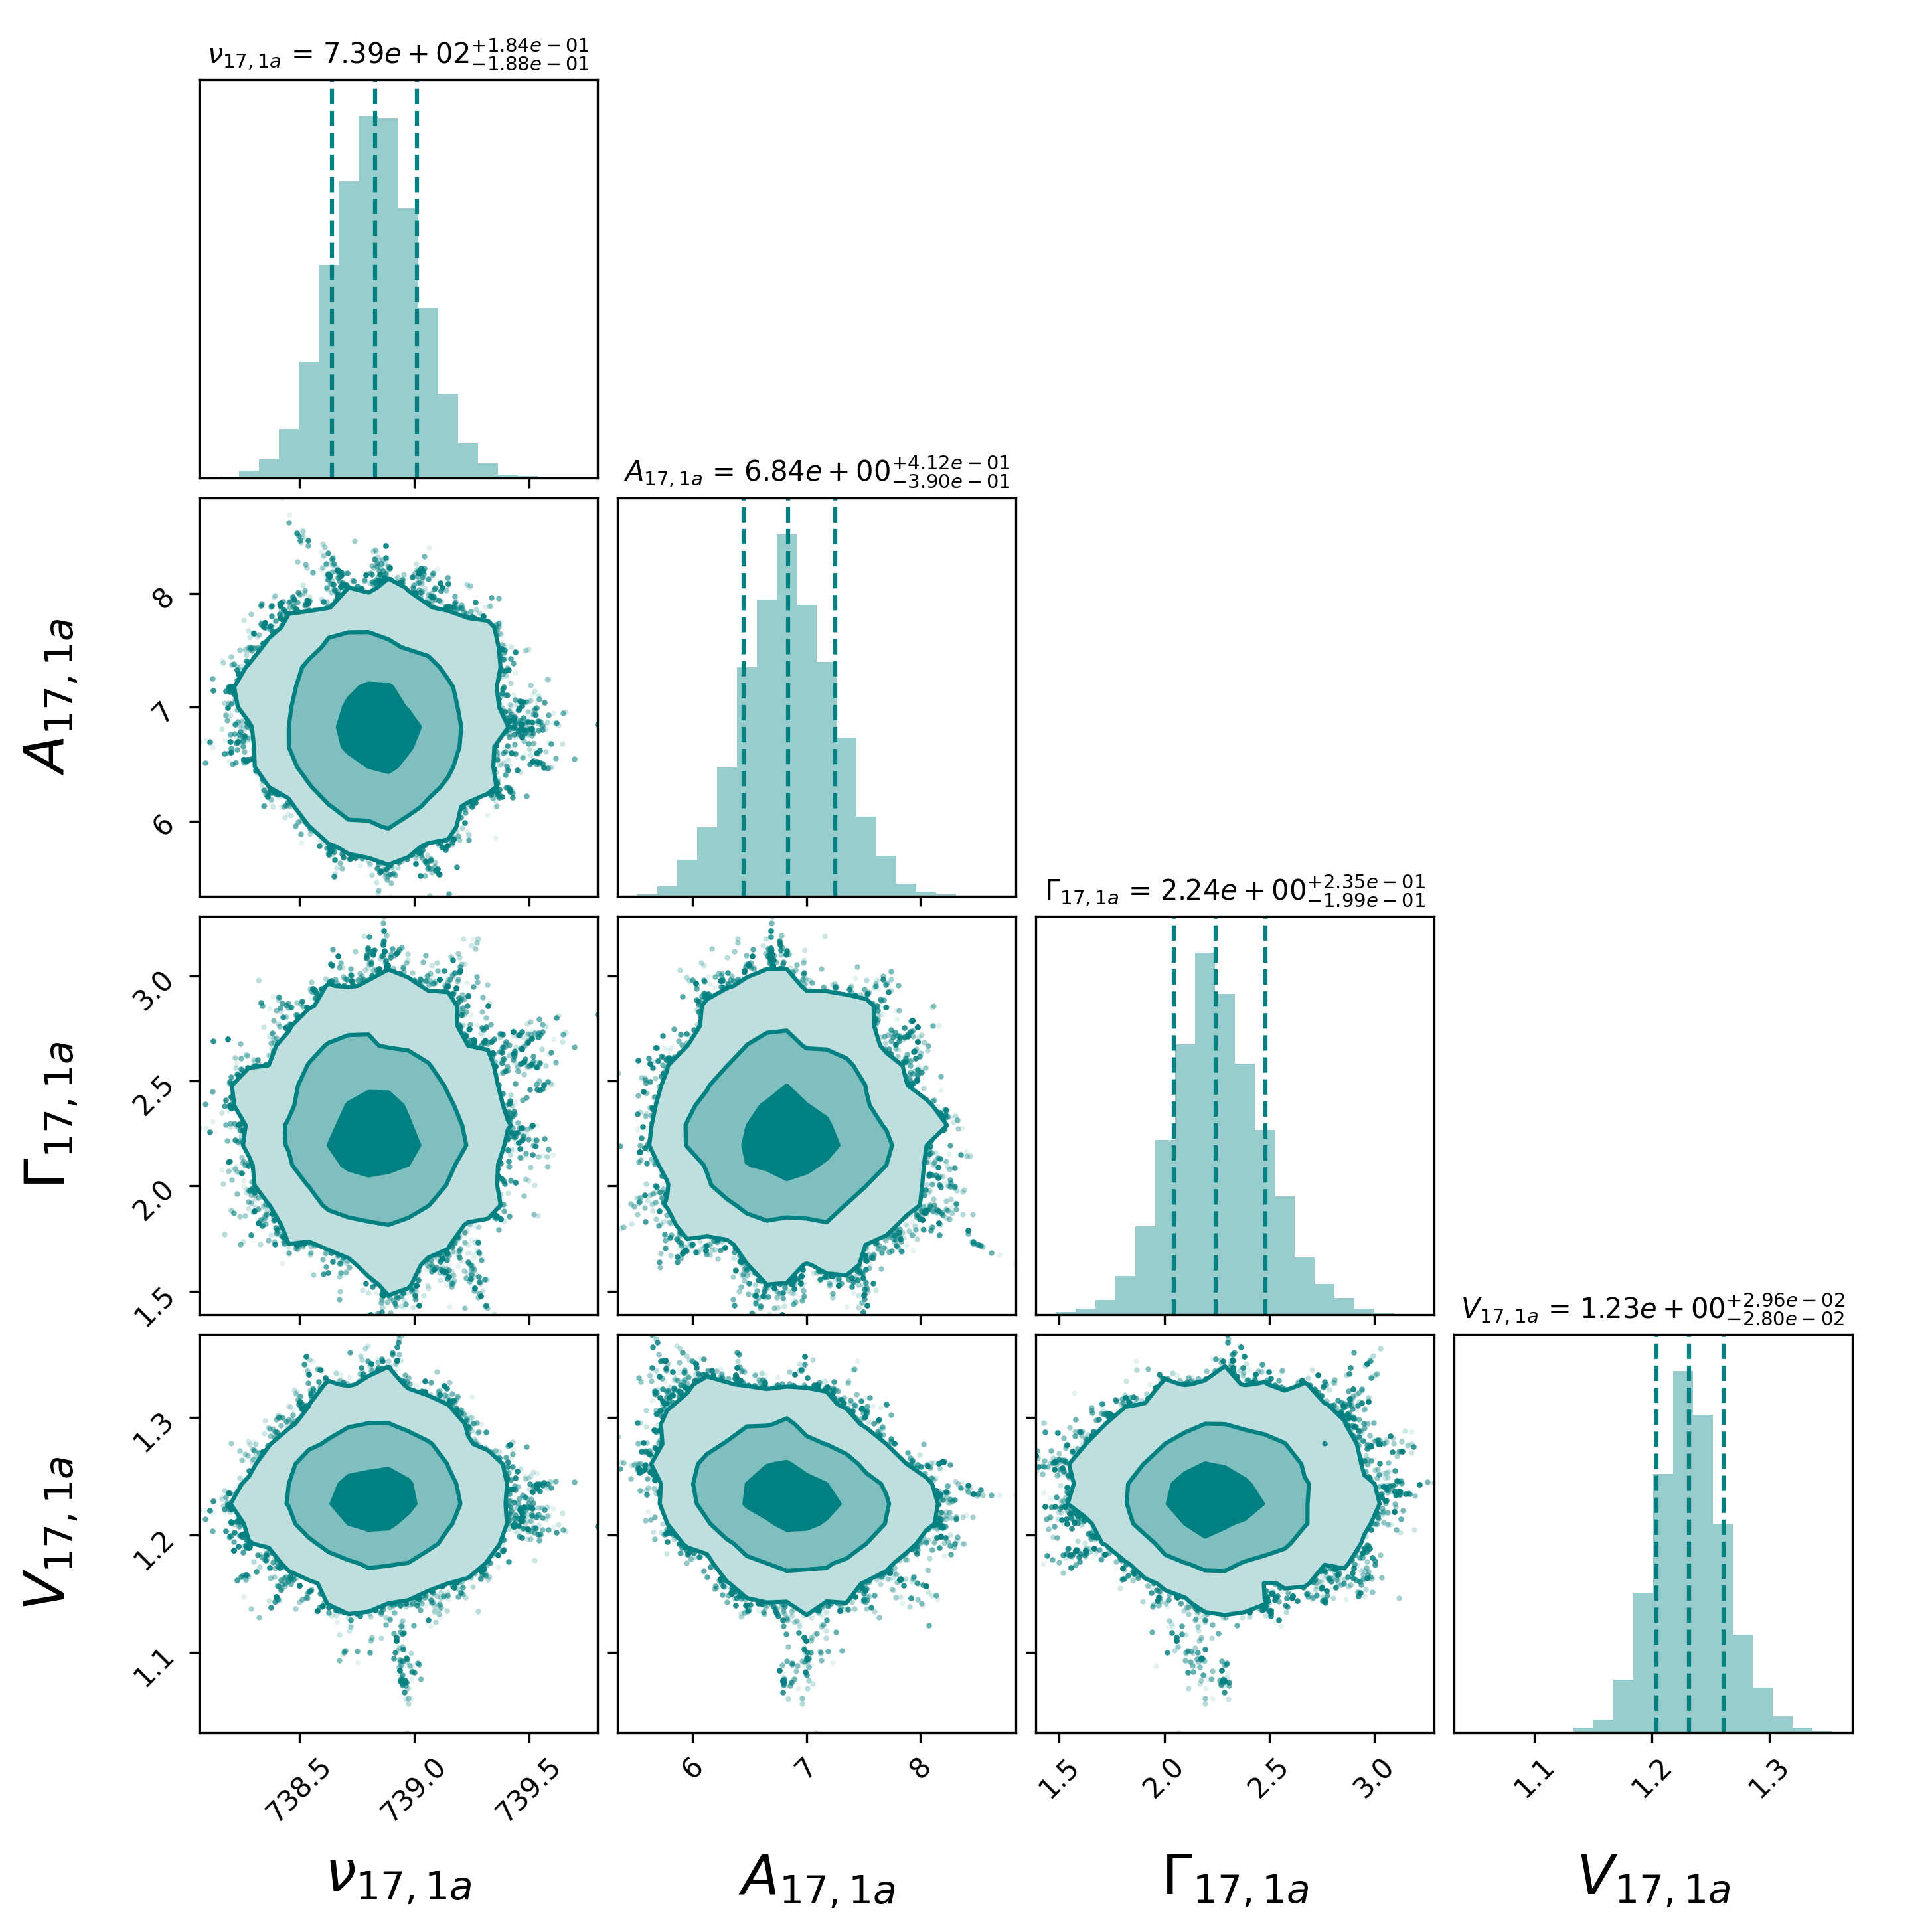 ν17, 1a = 7.39e + 02+1.84e − 01 −1.88e − 01
A17, 1a = 6.84e + 00+4.12e − 01 −3.90e − 01
8
7
6
A17, 1a
Γ17, 1a = 2.24e + 00+2.35e − 01 −1.99e − 01
3.0
2.5
2.0
1.5
Γ17, 1a
V17, 1a = 1.23e + 00+2.96e − 02 −2.80e − 02
1.3
1.2
1.1
V17, 1a
738.5 739.0 739.5 6 7 8 1.5 2.0 2.5 3.0 1.1 1.2 1.3
ν17, 1a A17, 1a Γ17, 1a V17, 1a